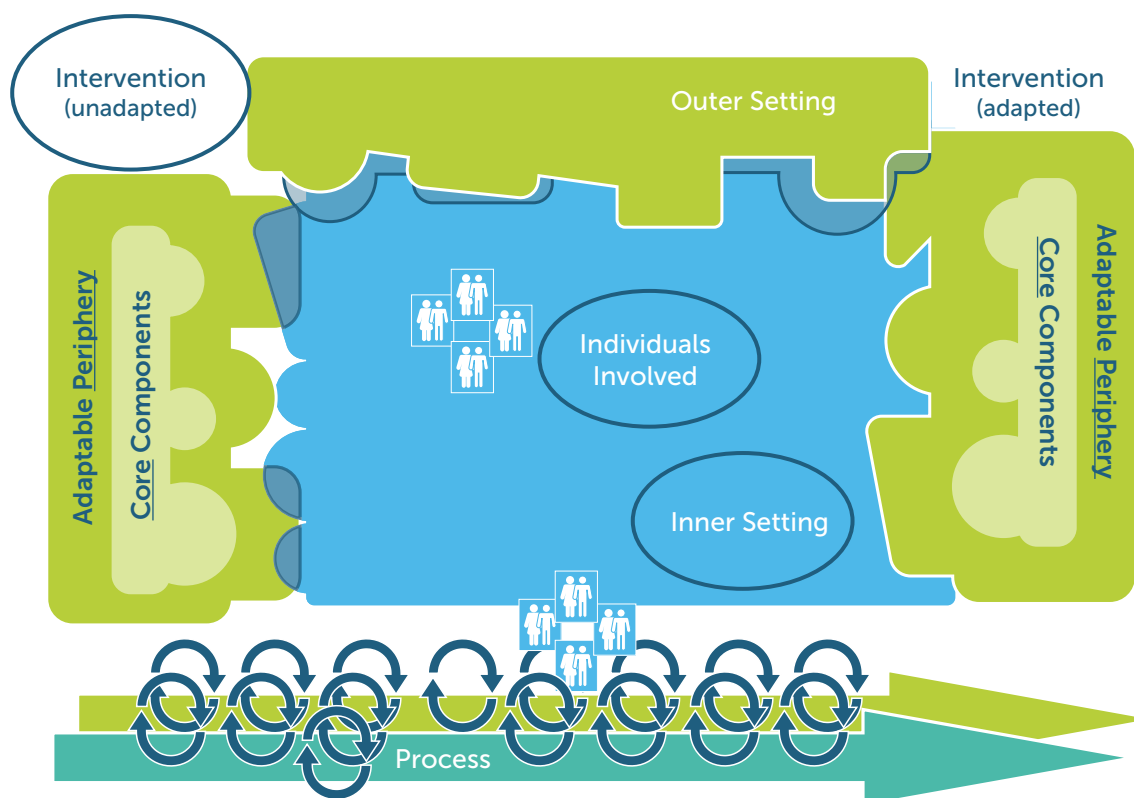 Intervention
(unadapted)
Outer Setting
Intervention
(adapted)
Adaptable Periphery
Core Components
Individuals
Involved
Inner Setting
Core Components
Adaptable Periphery
Process